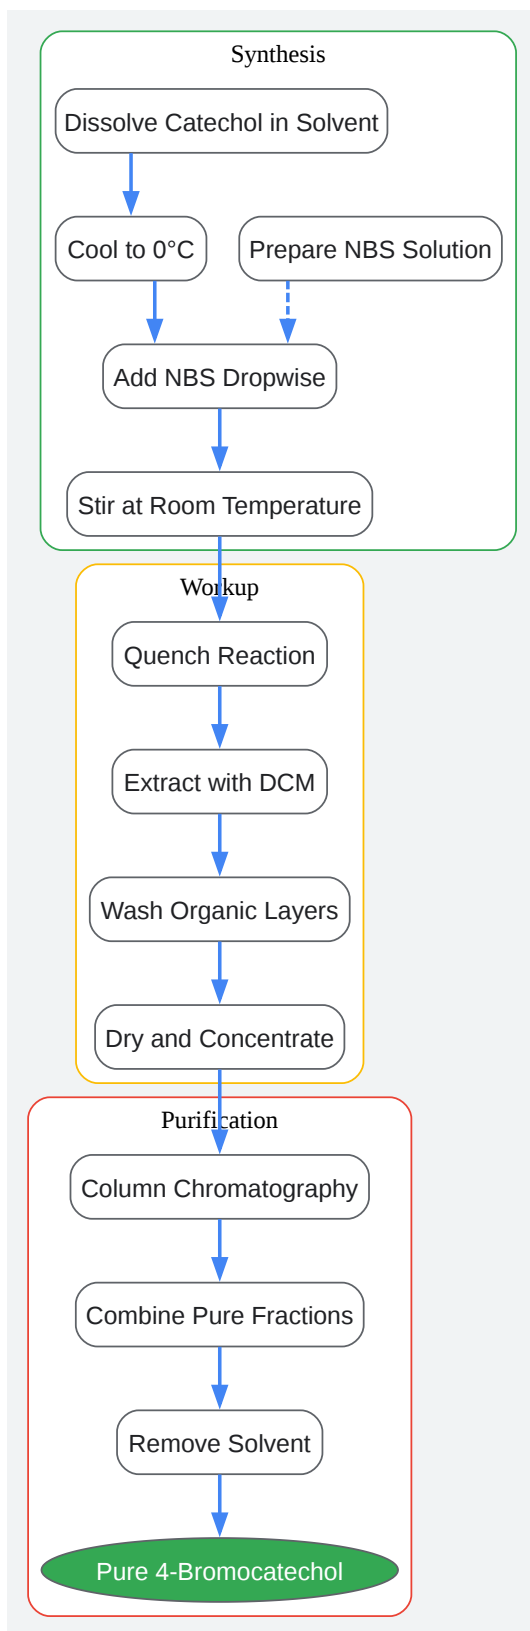 Synthesis
Dissolve Catechol in Solvent
Cool to 0°C
Prepare NBS Solution
Add NBS Dropwise
Stir at Room Temperature
Workup
Quench Reaction
Extract with DCM
Wash Organic Layers
Dry and Concentrate
Purification
Column Chromatography
Combine Pure Fractions
Remove Solvent
Pure 4-Bromocatechol